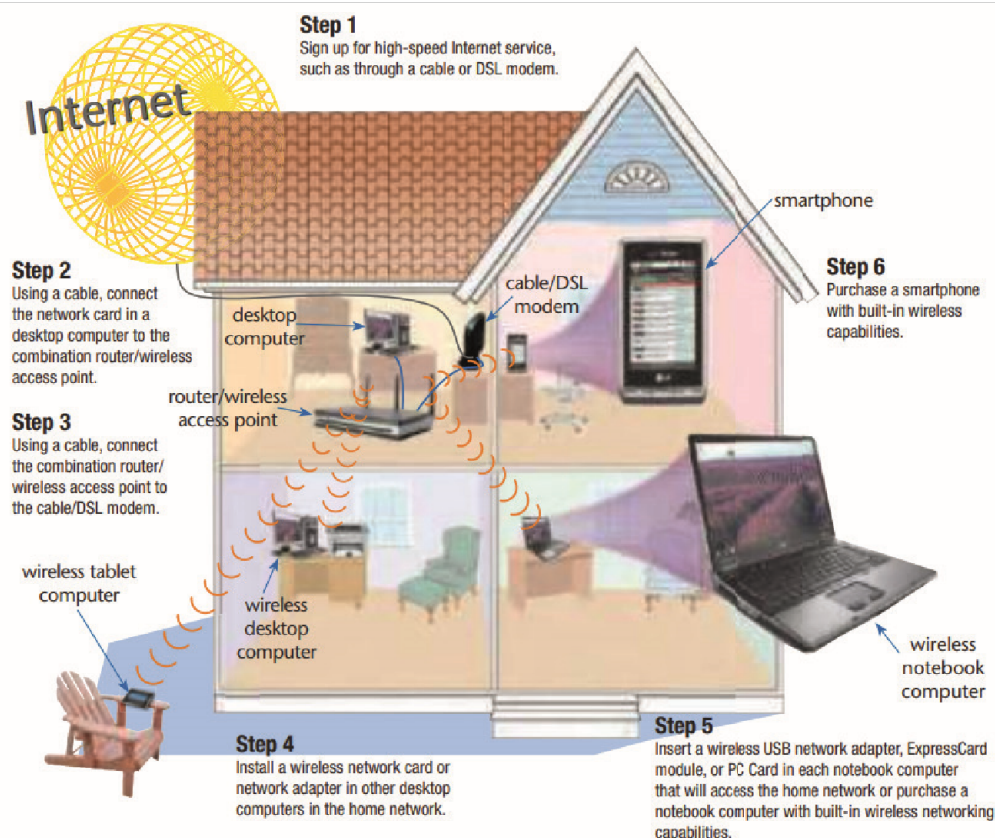 Step 1
Sign up for high-speed Internet service,
such as through a cable or DSL modem.
Internet
smartphone
Step 2
Using a cable, connect
the network card in a
desktop computer to the
combination router/wireless
access point.
desktop
computer
cable/DSL
modem
Step 6
Purchase a smartphone
with built-in wireless
capabilities.
router/wireless
access point
Step 3
Using a cable, connect
the combination router/
wireless access point to
the cable/DSL modem.
wireless tablet
computer
wireless
desktop
computer
wireless
notebook
computer
Step 4
Install a wireless network card or
network adapter in other desktop
computers in the home network.
Step 5
Insert a wireless USB network adapter, ExpressCard
module, or PC Card in each notebook computer
that will access the home network or purchase a
notebook computer with built-in wireless networking
capabilities.